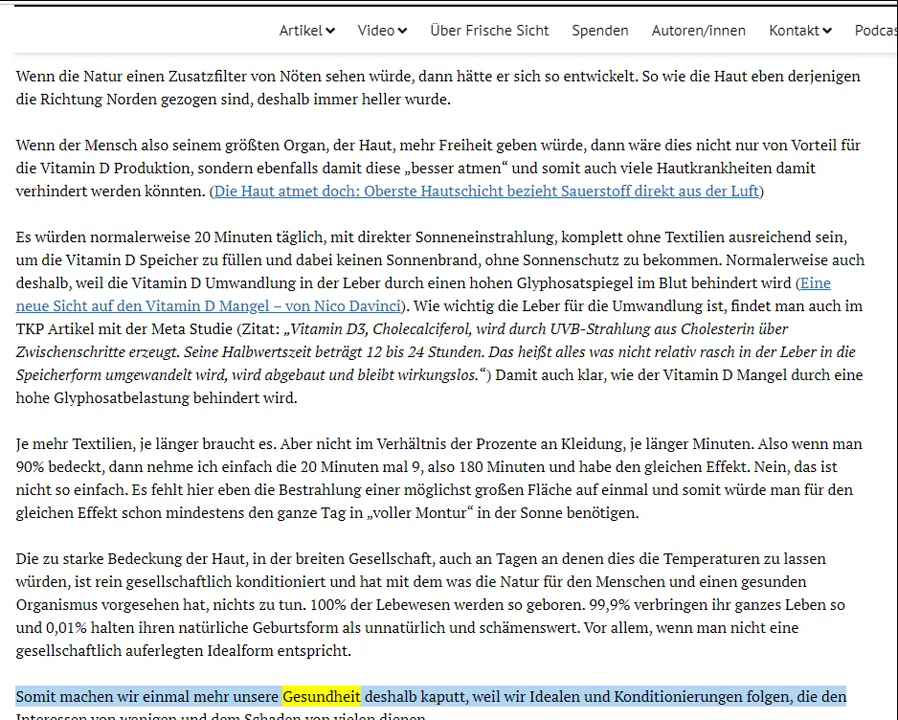 Artikel Video Über Frische Sicht Spenden Autoren/innen Kontakt Podcas
Wenn die Natur einen Zusatzfilter von Nöten sehen würde, dann hätte er sich so entwickelt. So wie die Haut eben derjenigen
die Richtung Norden gezogen sind, deshalb immer heller wurde.
Wenn der Mensch also seinem größten Organ, der Haut, mehr Freiheit geben würde, dann wäre dies nicht nur von Vorteil für
die Vitamin D Produktion, sondern ebenfalls damit diese „besser atmen“ und somit auch viele Hautkrankheiten damit
verhindert werden könnten. (Die Haut atmet doch: Oberste Hautschicht bezieht Sauerstoff direkt aus der Luft)
Es würden normalerweise 20 Minuten täglich, mit direkter Sonneneinstrahlung, komplett ohne Textilien ausreichend sein,
um die Vitamin D Speicher zu füllen und dabei keinen Sonnenbrand, ohne Sonnenschutz zu bekommen. Normalerweise auch
deshalb, weil die Vitamin D Umwandlung in der Leber durch einen hohen Glyphosatspiegel im Blut behindert wird (Eine
neue Sicht auf den Vitamin D Mangel – von Nico Davinci). Wie wichtig die Leber für die Umwandlung ist, findet man auch im
TKP Artikel mit der Meta Studie (Zitat: „Vitamin D3, Cholecalciferol, wird durch UVB-Strahlung aus Cholesterin über
Zwischenschritte erzeugt. Seine Halbwertszeit beträgt 12 bis 24 Stunden. Das heißt alles was nicht relativ rasch in der Leber in die
Speicherform umgewandelt wird, wird abgebaut und bleibt wirkungslos.“) Damit auch klar, wie der Vitamin D Mangel durch eine
hohe Glyphosatbelastung behindert wird.
Je mehr Textilien, je länger braucht es. Aber nicht im Verhältnis der Prozente an Kleidung, je länger Minuten. Also wenn man
90% bedeckt, dann nehme ich einfach die 20 Minuten mal 9, also 180 Minuten und habe den gleichen Effekt. Nein, das ist
nicht so einfach. Es fehlt hier eben die Bestrahlung einer möglichst großen Fläche auf einmal und somit würde man für den
gleichen Effekt schon mindestens den ganze Tag in „voller Montur“ in der Sonne benötigen.
Die zu starke Bedeckung der Haut, in der breiten Gesellschaft, auch an Tagen an denen dies die Temperaturen zu lassen
würden, ist rein gesellschaftlich konditioniert und hat mit dem was die Natur für den Menschen und einen gesunden
Organismus vorgesehen hat, nichts zu tun. 100% der Lebewesen werden so geboren. 99,9% verbringen ihr ganzes Leben so
und 0,01% halten ihren natürliche Geburtsform als unnatürlich und schämenswert. Vor allem, wenn man nicht eine
gesellschaftlich auferlegten Idealform entspricht.
Somit machen wir einmal mehr unsere Gesundheit deshalb kaputt, weil wir Idealen und Konditionierungen folgen, die den
Interessen von wenigen und dem Schaden von vielen dienen.